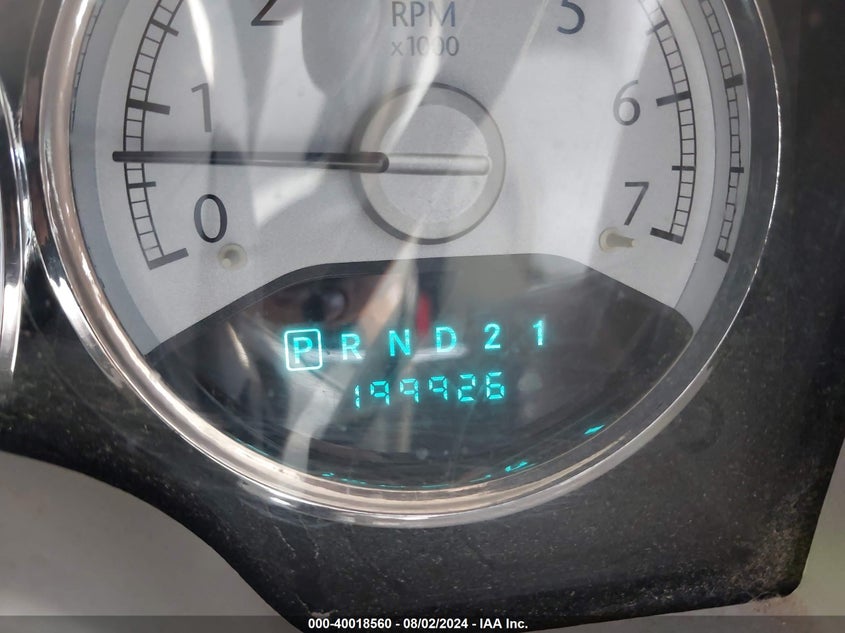 2 RPM 5
x1000
1 6
0 7
P R N D 2 1
199926
000-40018560 - 08/02/2024 - IAA Inc.